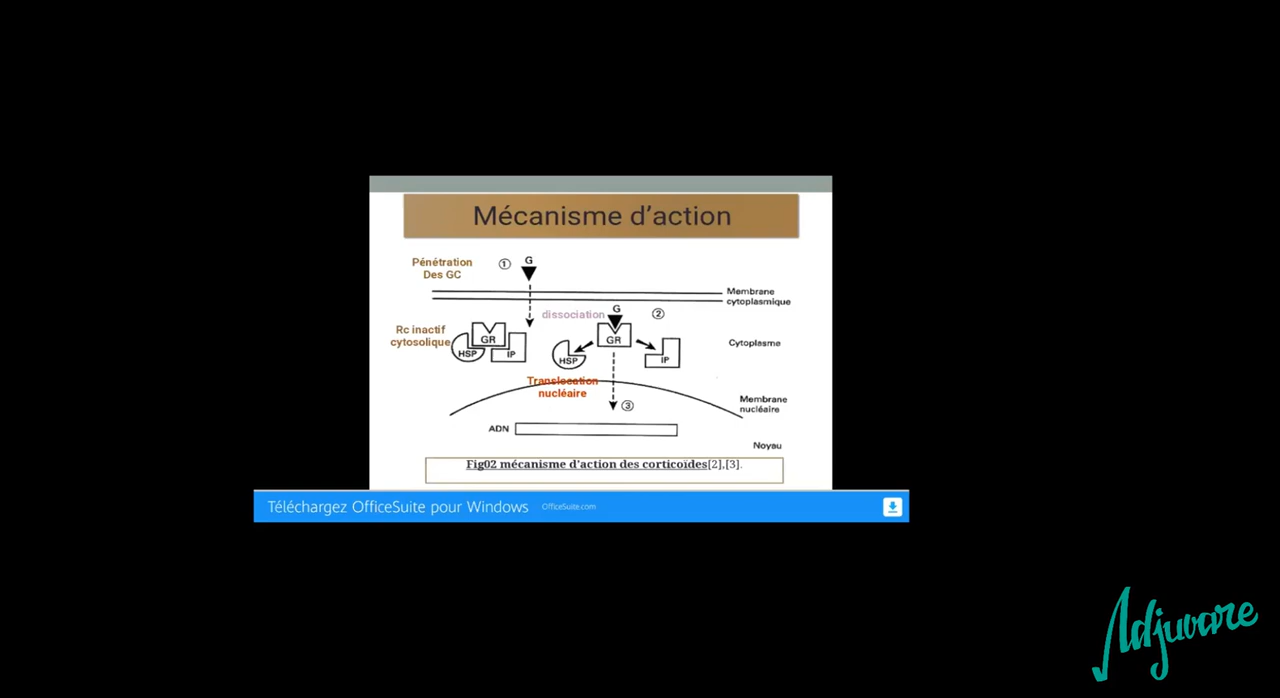 Mécanisme d'action
Pénétration
Des GC
① G
Membrane
cytoplasmique
dissociation G ②
Rc inactif
cytosolique
GR
HSP IP
GR
HSP IP
Cytoplasme
Translocation
nucléaire
③
Membrane
nucléaire
ADN
Noyau
Fig02 mécanisme d'action des corticoïdes[2],[3].
Téléchargez OfficeSuite pour Windows OfficeSuite.com
Adjuvare